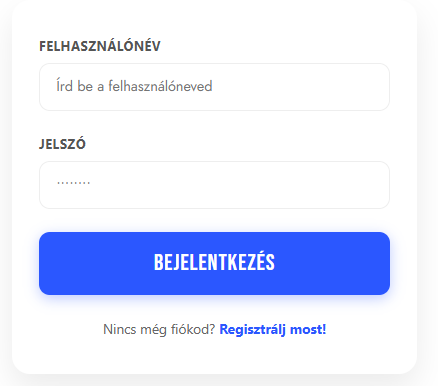 FELHASZNÁLÓNÉV
Írd be a felhasználóneved
JELSZÓ
........
BEJELENTKEZÉS
Nincs még fiókod? Regisztrálj most!